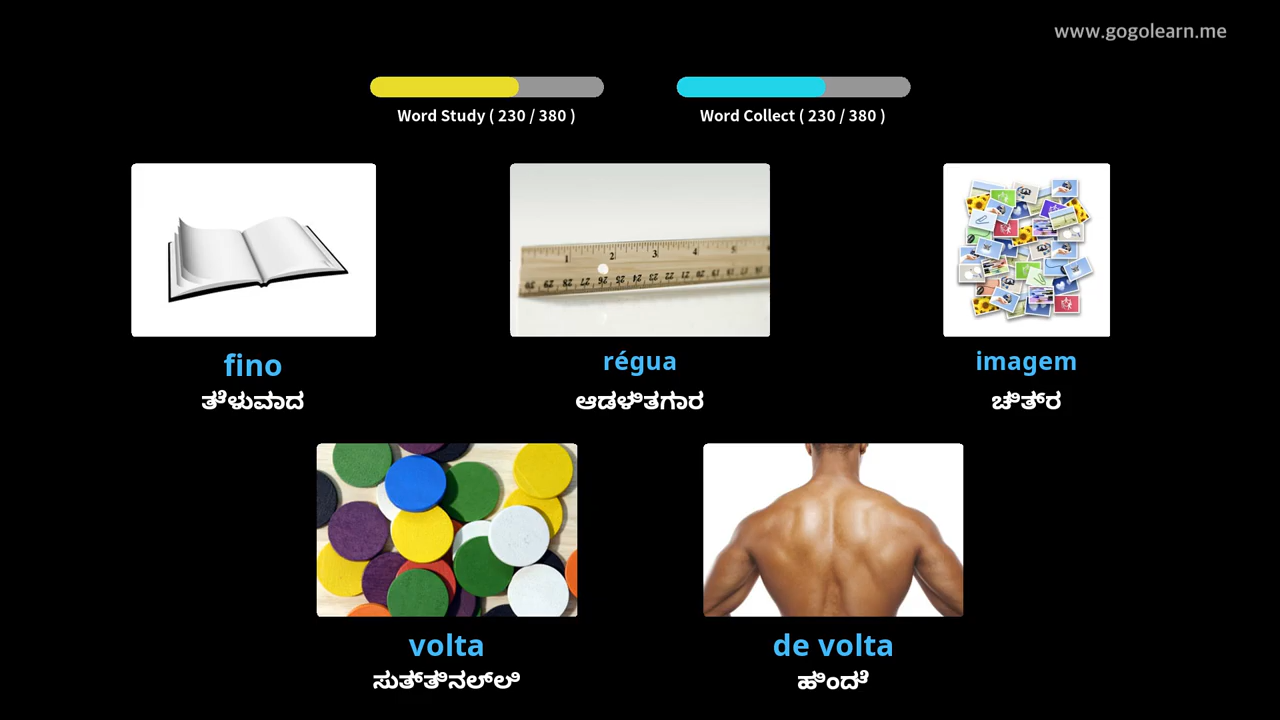 www.gogolearn.me
Word Study ( 230 / 380 )
Word Collect ( 230 / 380 )
fino
ತೆಳುವಾದ
régua
ಆಡಳಿತಗಾರ
imagem
ಚಿತ್ರ
volta
ಸುತ್ತಿನಲ್ಲಿ
de volta
ಹಿಂದೆ